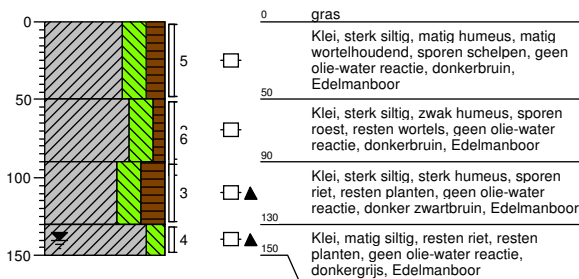 0
50
100
150
5
6
3
4
0 gras
Klei, sterk siltig, matig humeus, matig
wortelhoudend, sporen schelpen, geen
olie-water reactie, donkerbruin,
Edelmanboor
50
Klei, sterk siltig, zwak humeus, sporen
roest, resten wortels, geen olie-water
reactie, donkerbruin, Edelmanboor
90
Klei, sterk siltig, sterk humeus, sporen
riet, resten planten, geen olie-water
reactie, donker zwartbruin, Edelmanboor
130
Klei, matig siltig, resten riet, resten
planten, geen olie-water reactie,
donkergrijs, Edelmanboor
150